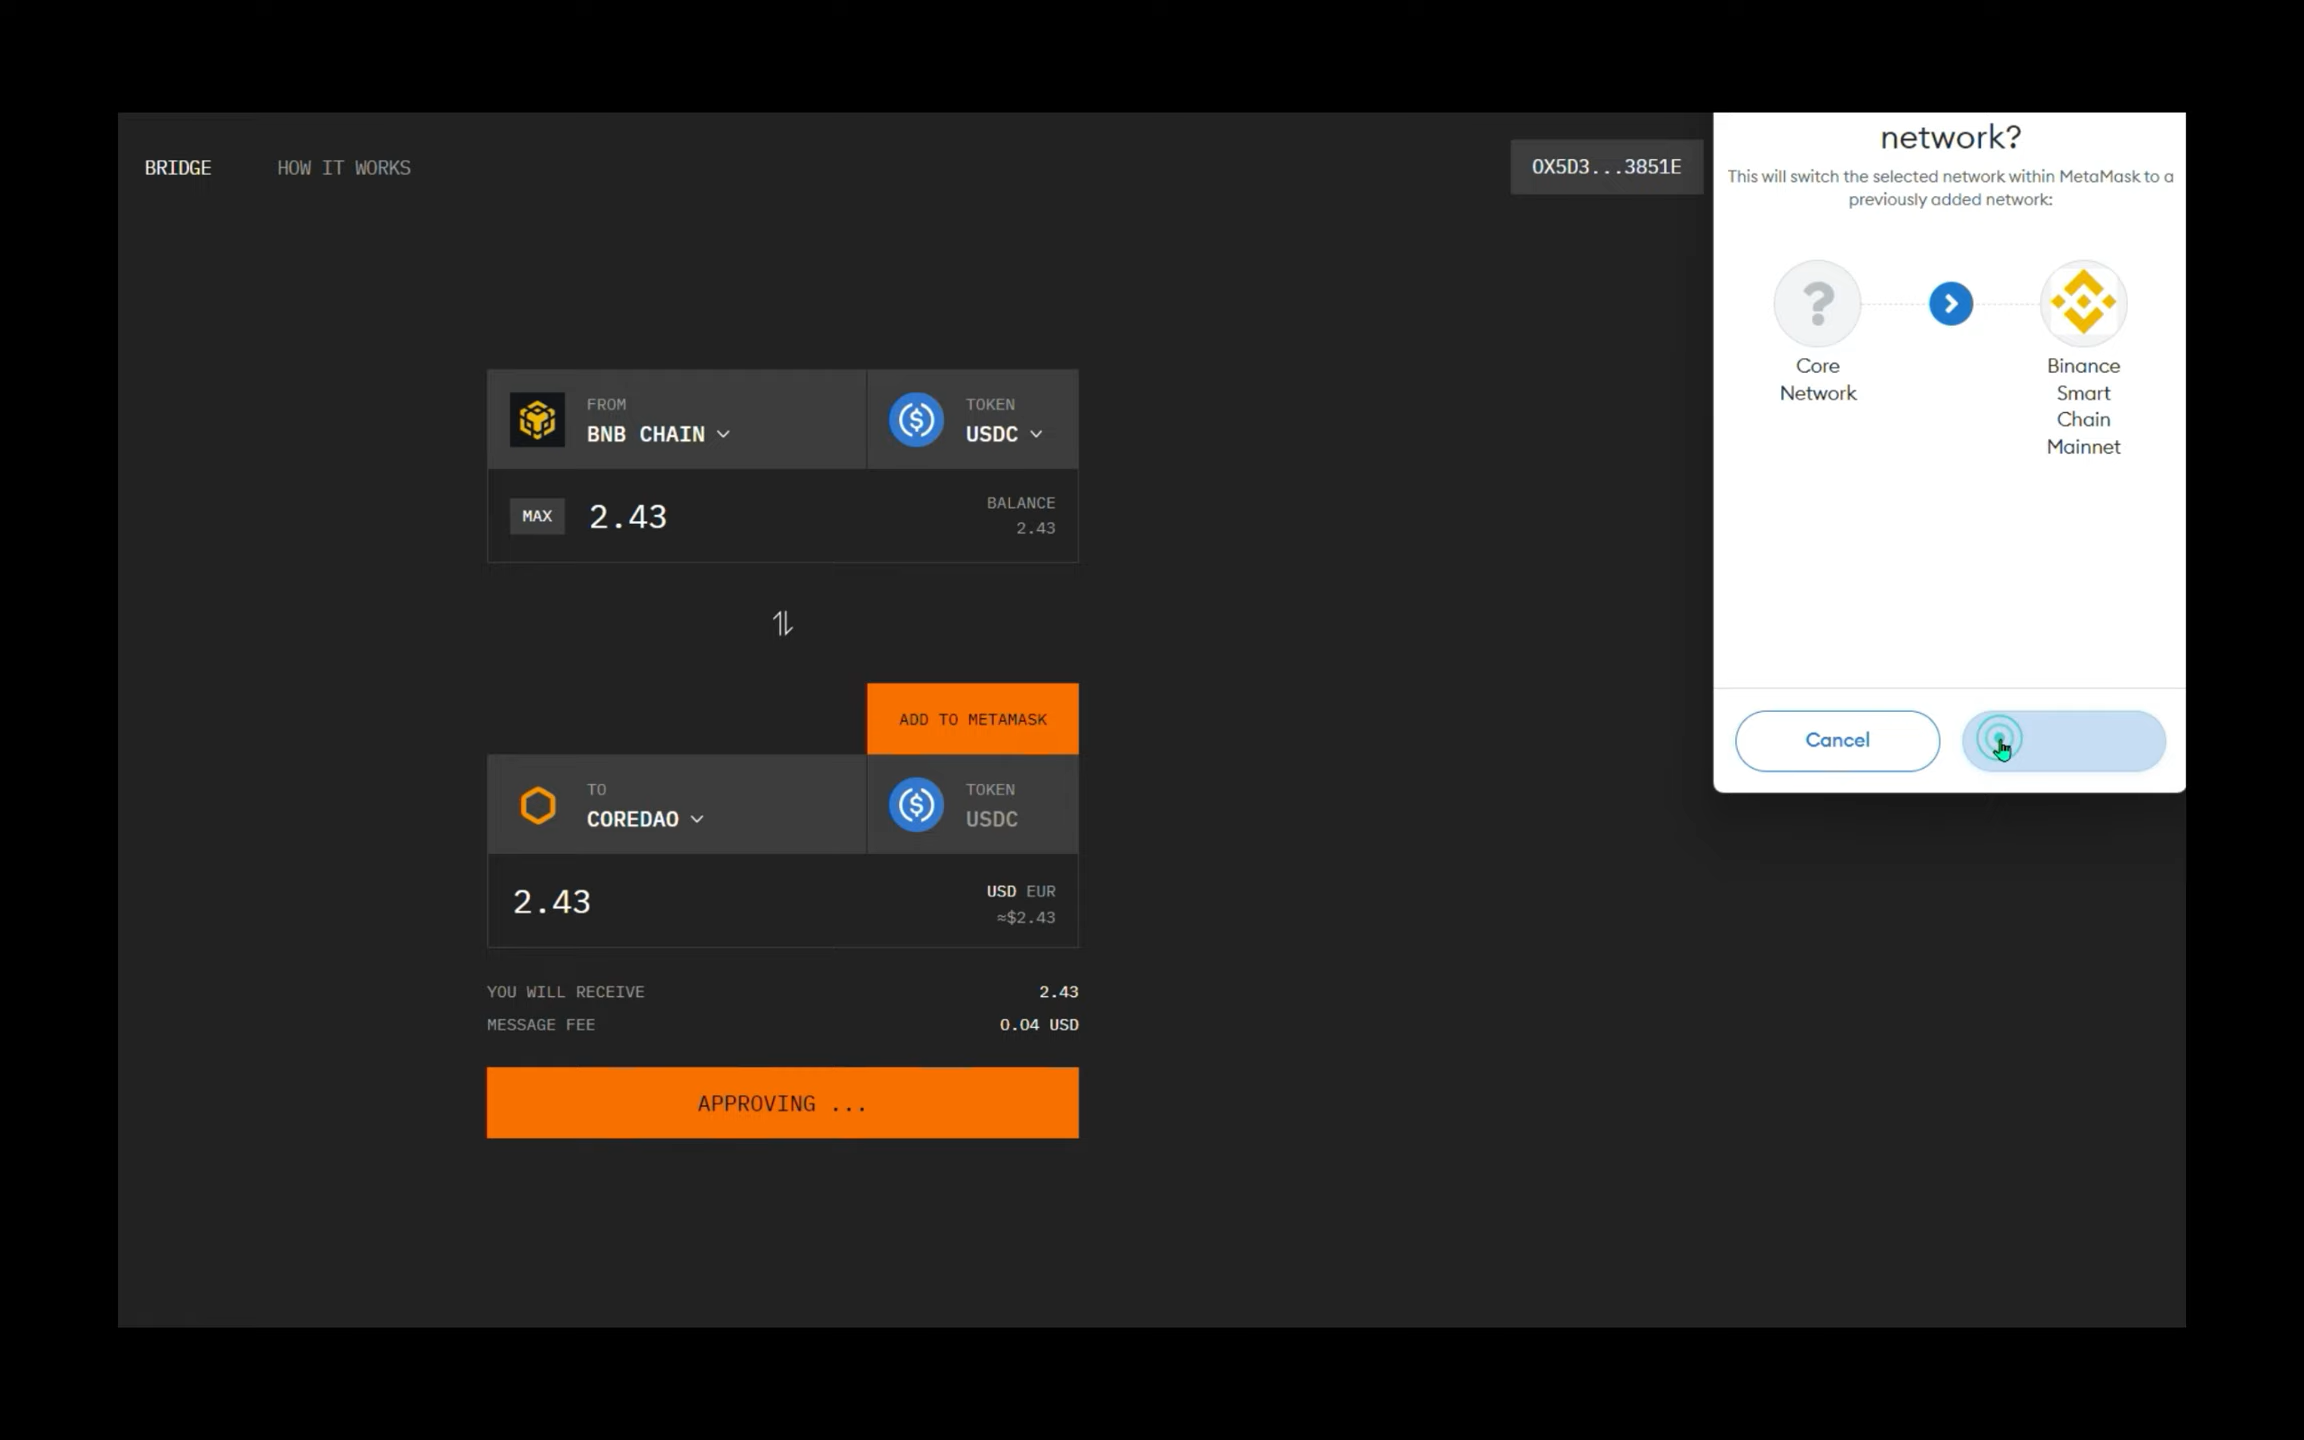 BRIDGE
HOW IT WORKS
0X5D3...3851E
network?
This will switch the selected network within MetaMask to a
previously added network:
Core
Network
Binance
Smart
Chain
Mainnet
Cancel
FROM
BNB CHAIN
TOKEN
USDC
MAX
2.43
BALANCE
2.43
ADD TO METAMASK
TO
COREDAO
TOKEN
USDC
2.43
USD EUR
≈$2.43
YOU WILL RECEIVE
2.43
MESSAGE FEE
0.04 USD
APPROVING ...